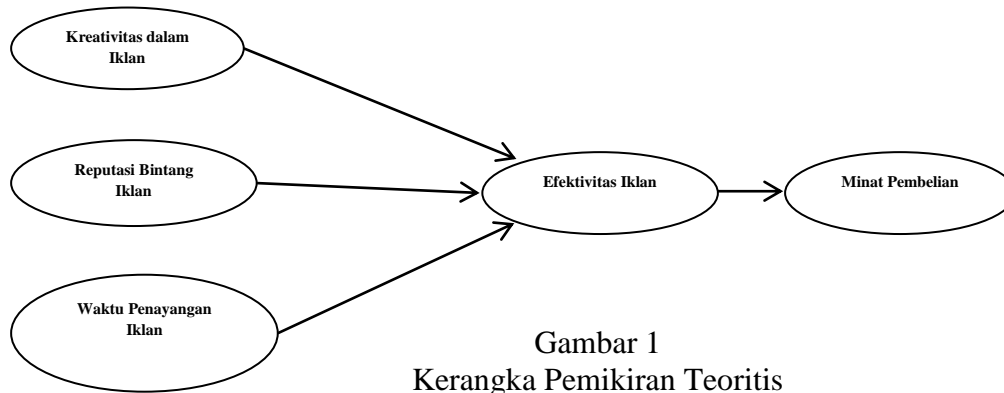 Kreativitas dalam
Iklan
Reputasi Bintang
Iklan
Efektivitas Iklan
Minat Pembelian
Waktu Penayangan
Iklan
Gambar 1
Kerangka Pemikiran Teoritis